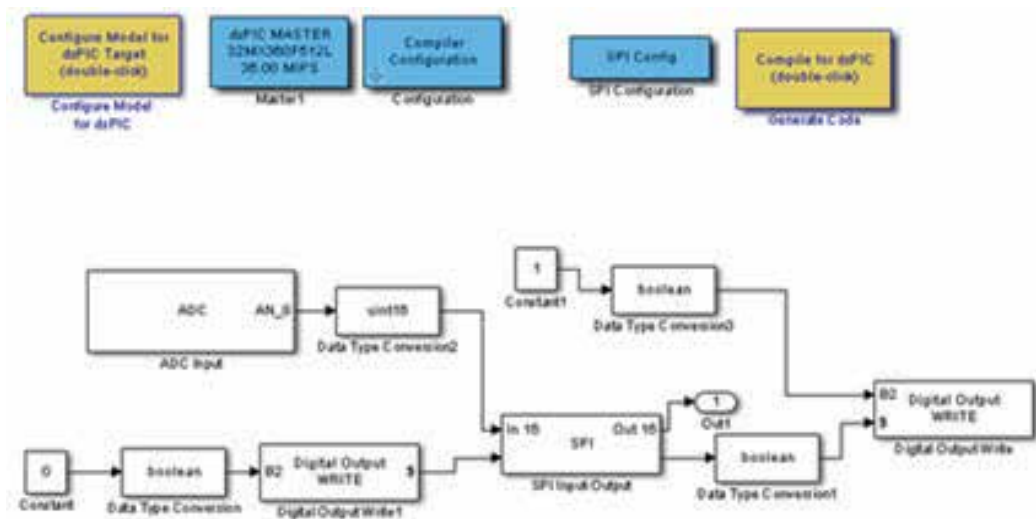 Configure Model for
dsPIC Target
(double-click)
Configure Model
for dsPIC
dsPIC MASTER
32MX360F512L
36.00 MIPS
Master1
Compiler
Configuration
Configuration
SPI Config
SPI Configuration
Compile for dsPIC
(double-click)
Generate Code
ADC
AN_0
ADC Input
uint16
Data Type Conversion2
1
Constant1
boolean
Data Type Conversion3
0
Constant
boolean
Data Type Conversion
B2
Digital Output
WRITE
$
Digital Output Write1
In 16
SPI
Out 16
SPI Input Output
1
Out1
boolean
Data Type Conversion1
B2
$
Digital Output
WRITE
Digital Output Write